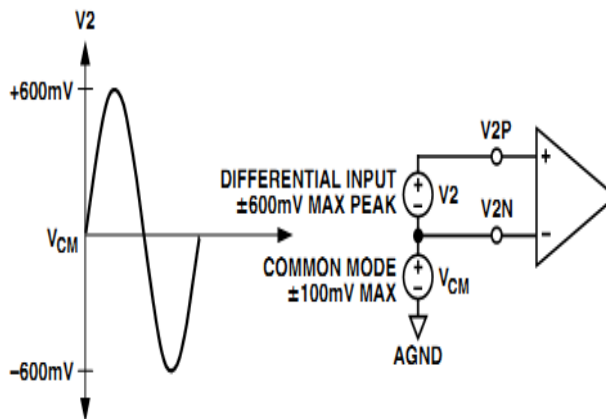 V2
+600mV
V2P
+
DIFFERENTIAL INPUT
±600mV MAX PEAK
+
−
V2
V2N
−
VCM
COMMON MODE
±100mV MAX
+
−
VCM
AGND
−600mV